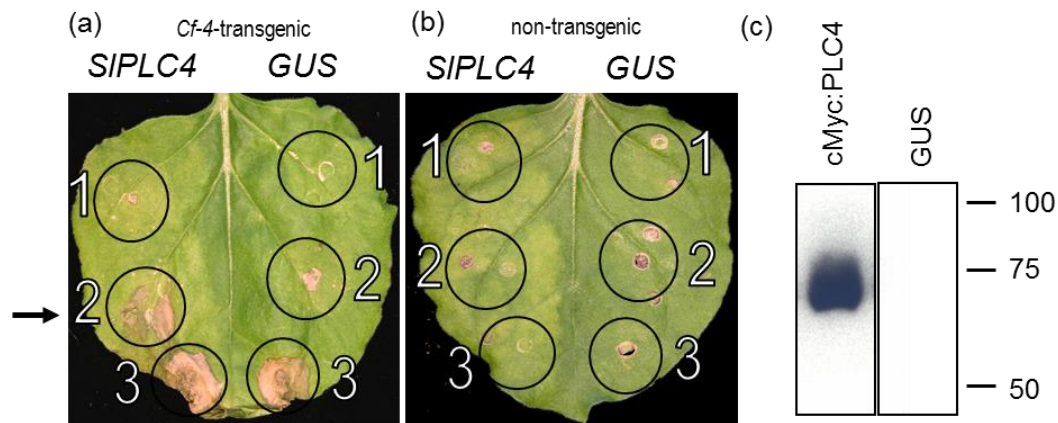 (a)
Cf-4-transgenic
SlPLC4 GUS
1 1
2 2
3 3
(b)
non-transgenic
SlPLC4 GUS
1 1
2 2
3 3
(c)
cMyc:PLC4
GUS
100
75
50